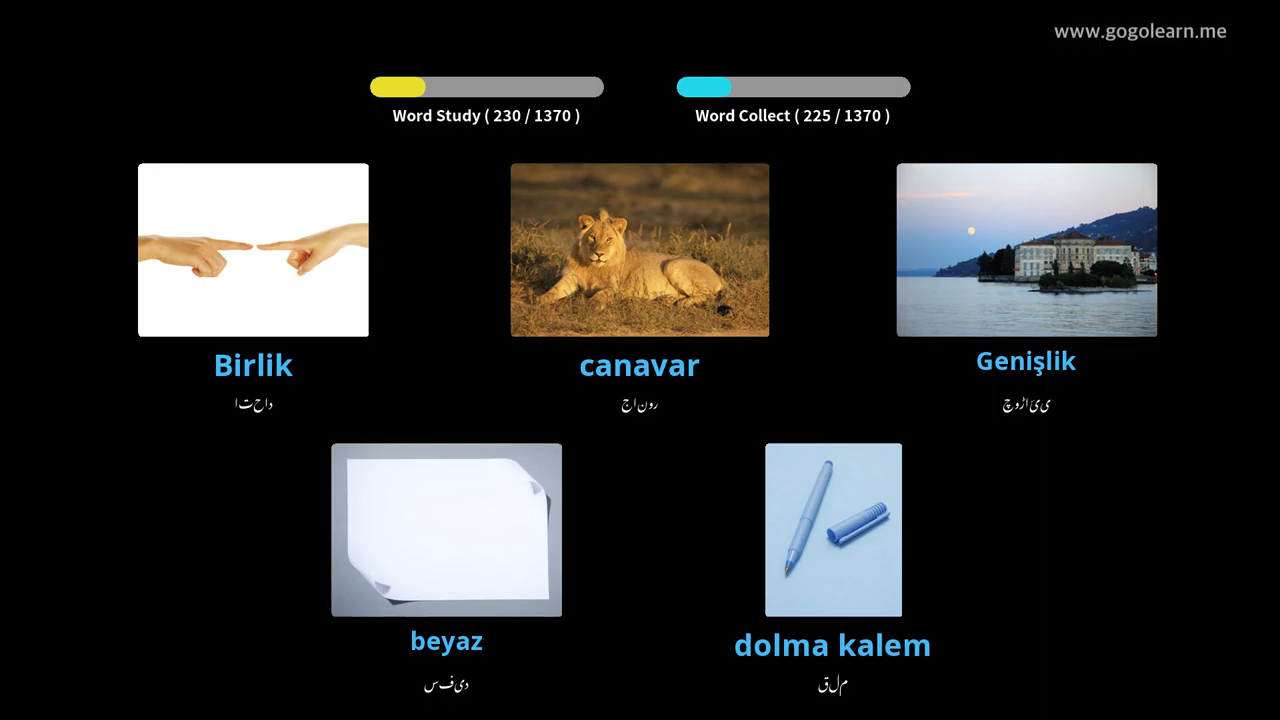 www.gogolearn.me
Word Study ( 230 / 1370 )
Word Collect ( 225 / 1370 )
Birlik
canavar
Genişlik
اتحاد
جانور
چوڑائی
beyaz
dolma kalem
سفید
قلم